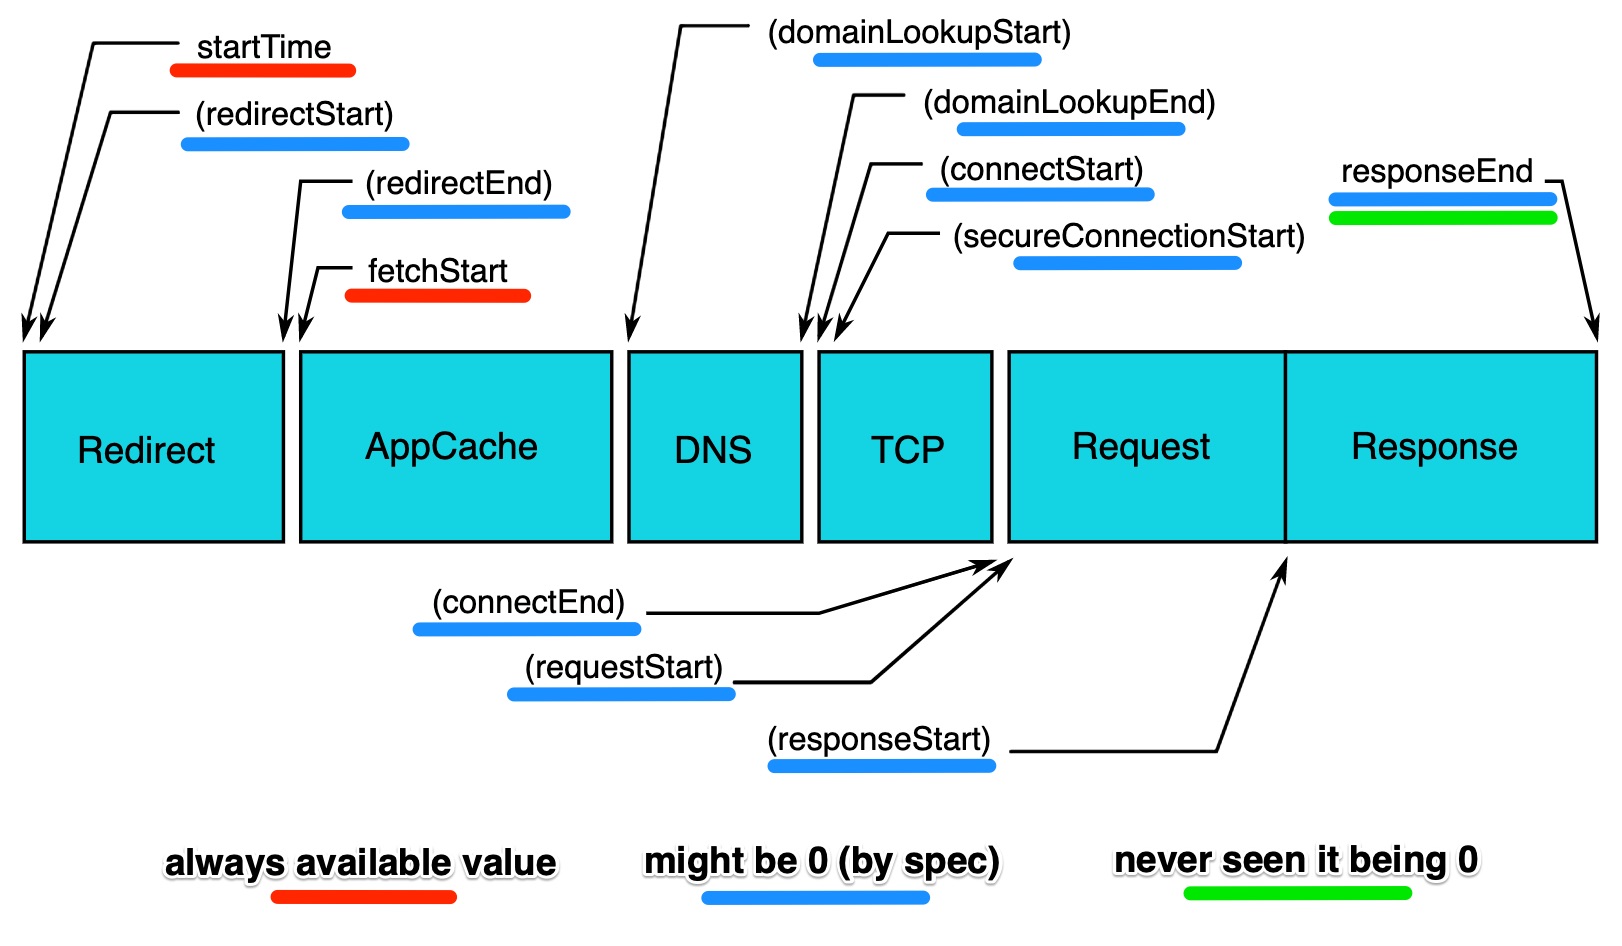 startTime
(redirectStart)
(redirectEnd)
fetchStart
(domainLookupStart)
(domainLookupEnd)
(connectStart)
(secureConnectionStart)
responseEnd
Redirect
AppCache
DNS
TCP
Request
Response
(connectEnd)
(requestStart)
(responseStart)
always available value
might be 0 (by spec)
never seen it being 0